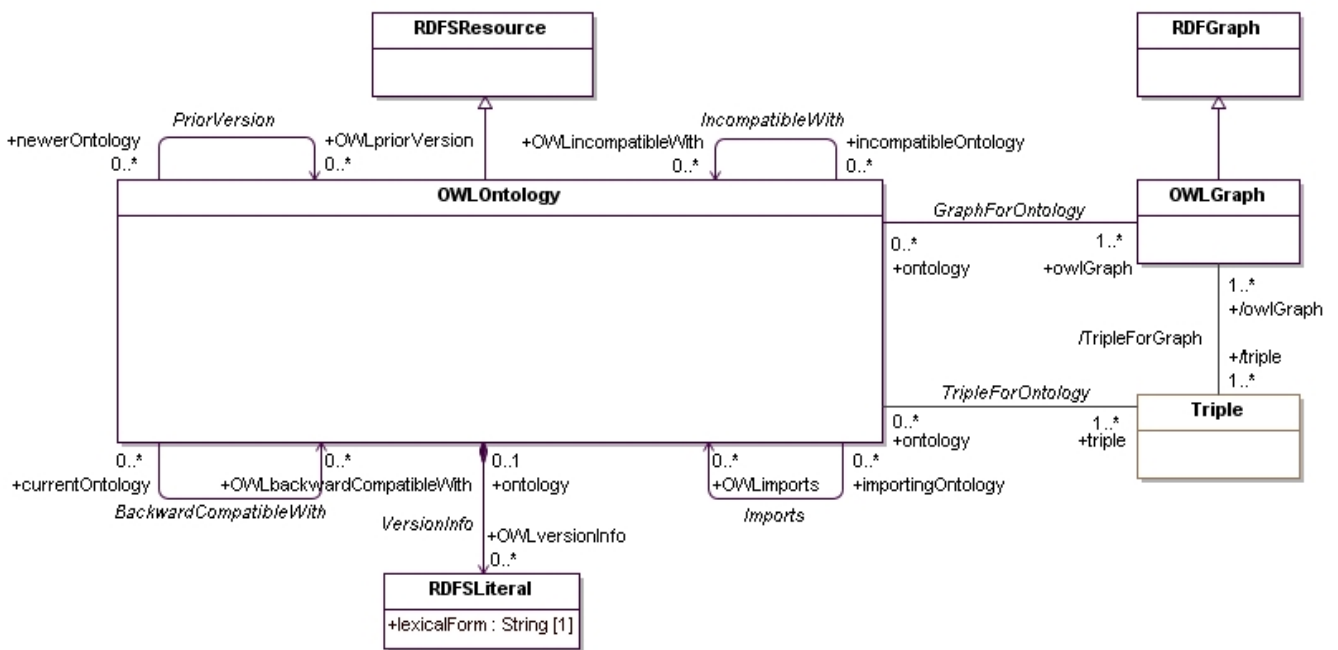 RDFSResource
RDFGraph
PriorVersion
IncompatibleWith
+newerOntology
+OWLpriorVersion
+OWLincompatibleWith
+incompatibleOntology
0..*
0..*
0..*
0..*
OWLOntology
OWLGraph
GraphForOntology
0..*
1..*
+ontology
+owlGraph
1..*
+/owlGraph
/TripleForGraph
+/triple
1..*
TripleForOntology
Triple
0..*
1..*
+ontology
+triple
0..*
0..*
0..1
0..*
0..*
+currentOntology
+OWLbackwardCompatibleWith
+ontology
+OWLimports
+importingOntology
BackwardCompatibleWith
VersionInfo
Imports
+OWLversionInfo
0..*
RDFSLiteral
+lexicalForm : String [1]